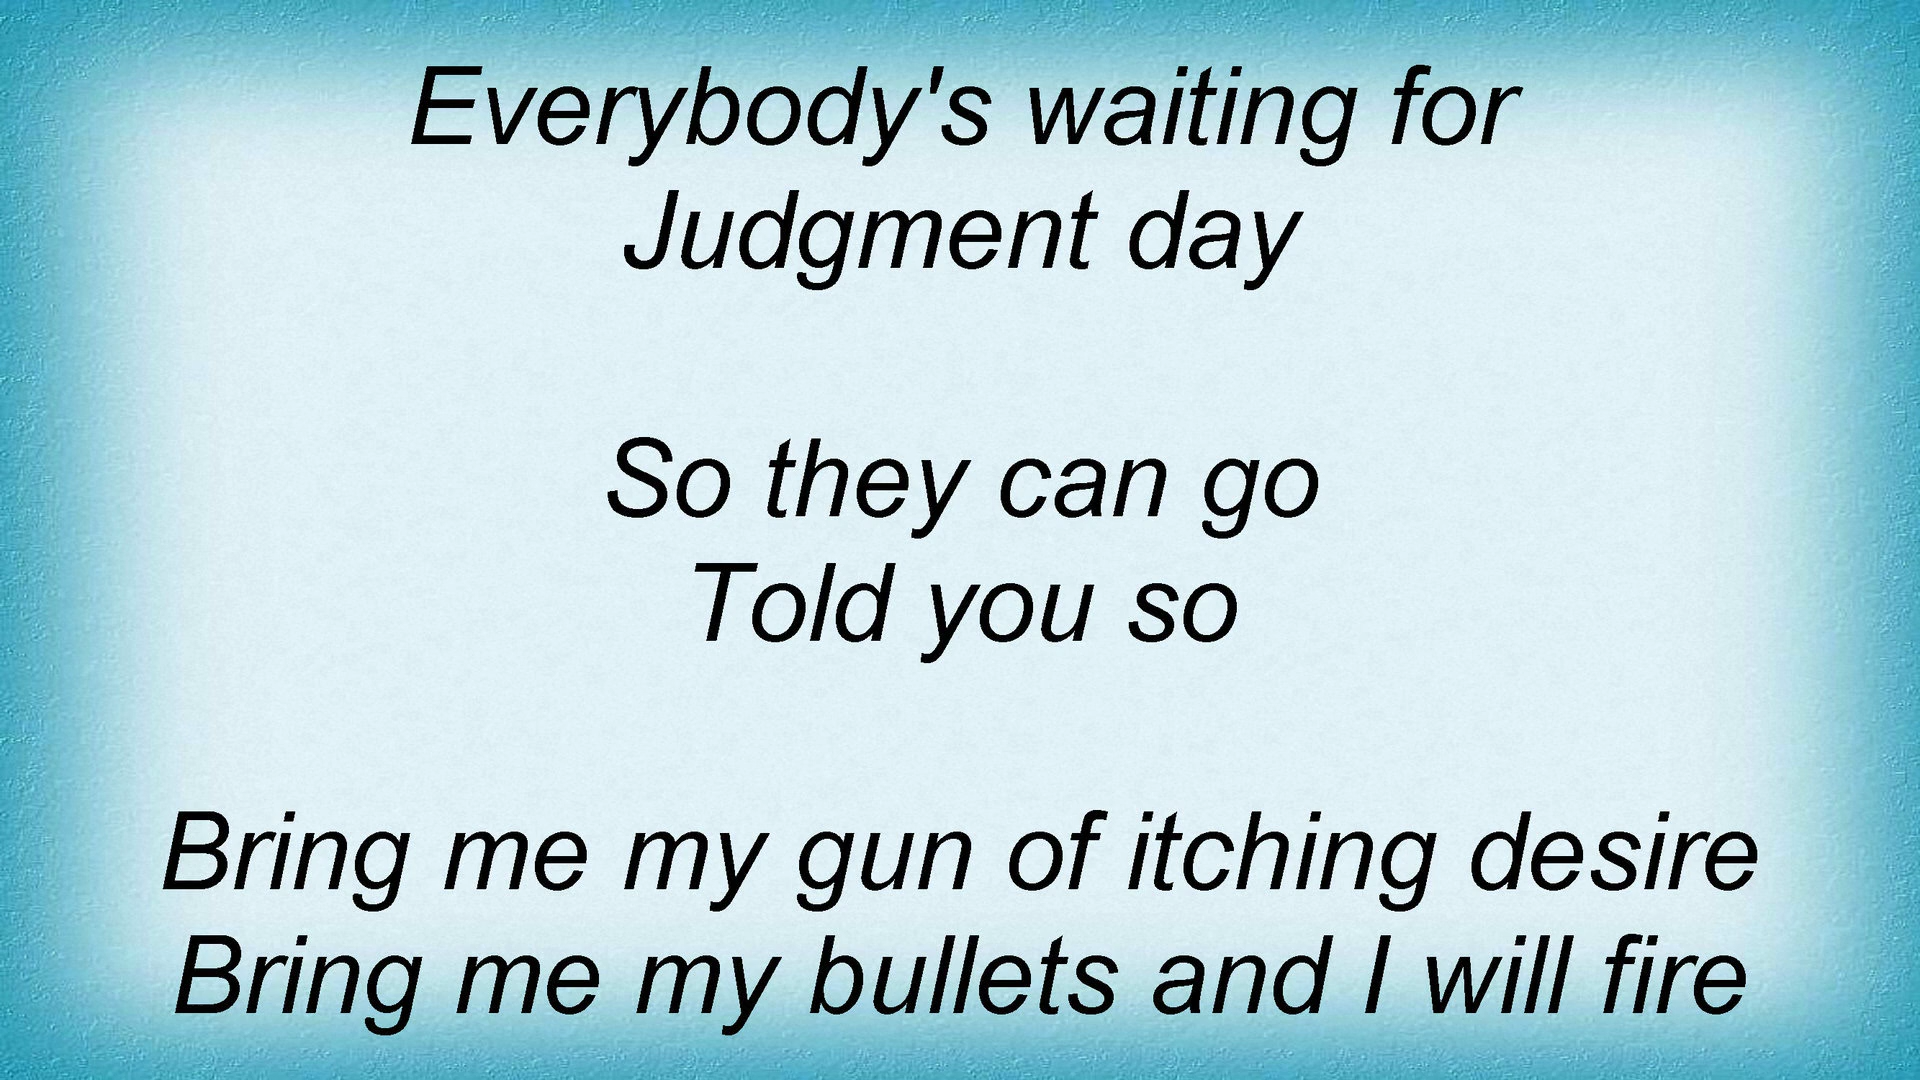 Everybody's waiting for
Judgment day
So they can go
Told you so
Bring me my gun of itching desire
Bring me my bullets and I will fire